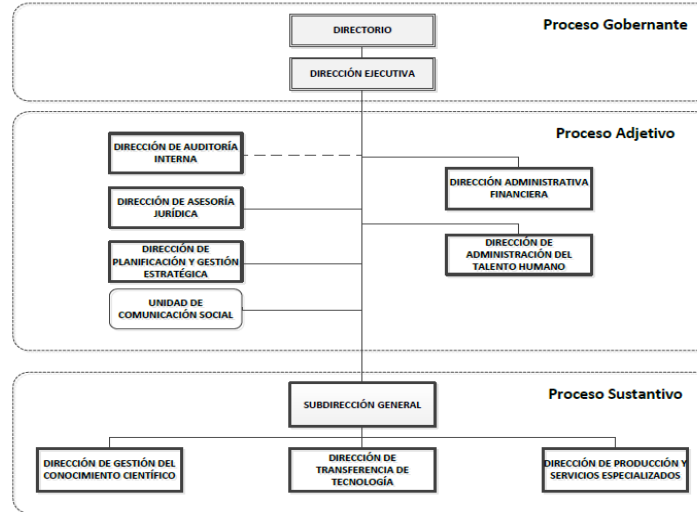 Proceso Gobernante
DIRECTORIO
DIRECCIÓN EJECUTIVA
Proceso Adjetivo
DIRECCIÓN DE AUDITORÍA
INTERNA
DIRECCIÓN ADMINISTRATIVA
FINANCIERA
DIRECCIÓN DE ASESORÍA
JURÍDICA
DIRECCIÓN DE
PLANIFICACIÓN Y GESTIÓN
ESTRATÉGICA
DIRECCIÓN DE
ADMINISTRACIÓN DEL
TALENTO HUMANO
UNIDAD DE
COMUNICACIÓN SOCIAL
Proceso Sustantivo
SUBDIRECCIÓN GENERAL
DIRECCIÓN DE GESTIÓN DEL
CONOCIMIENTO CIENTÍFICO
DIRECCIÓN DE
TRANSFERENCIA DE
TECNOLOGÍA
DIRECCIÓN DE PRODUCCIÓN Y
SERVICIOS ESPECIALIZADOS